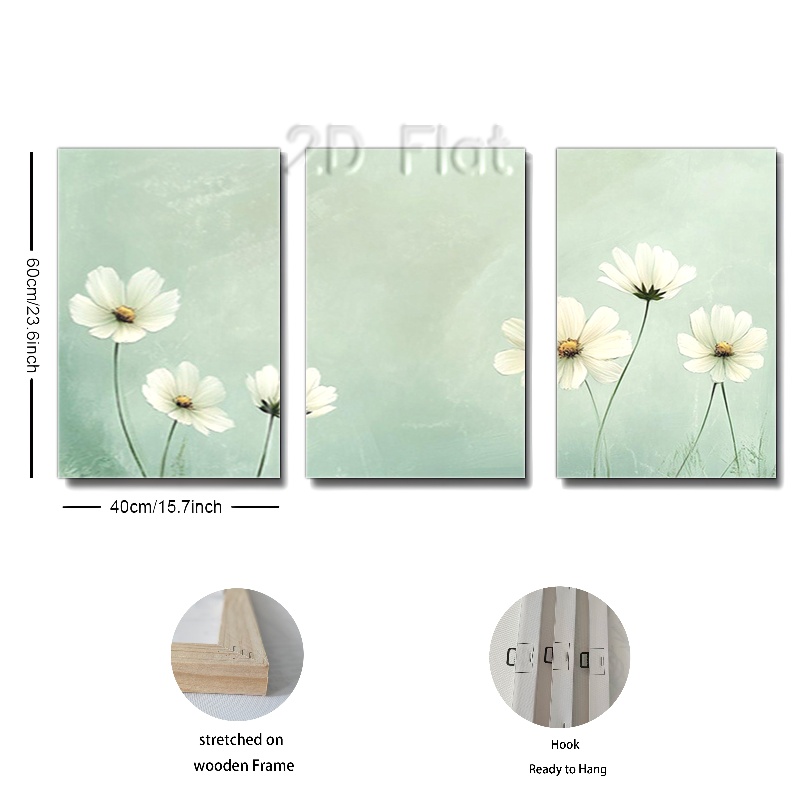 2D Flat
60cm/23.6inch
40cm/15.7inch
stretched on
wooden Frame
Hook
Ready to Hang